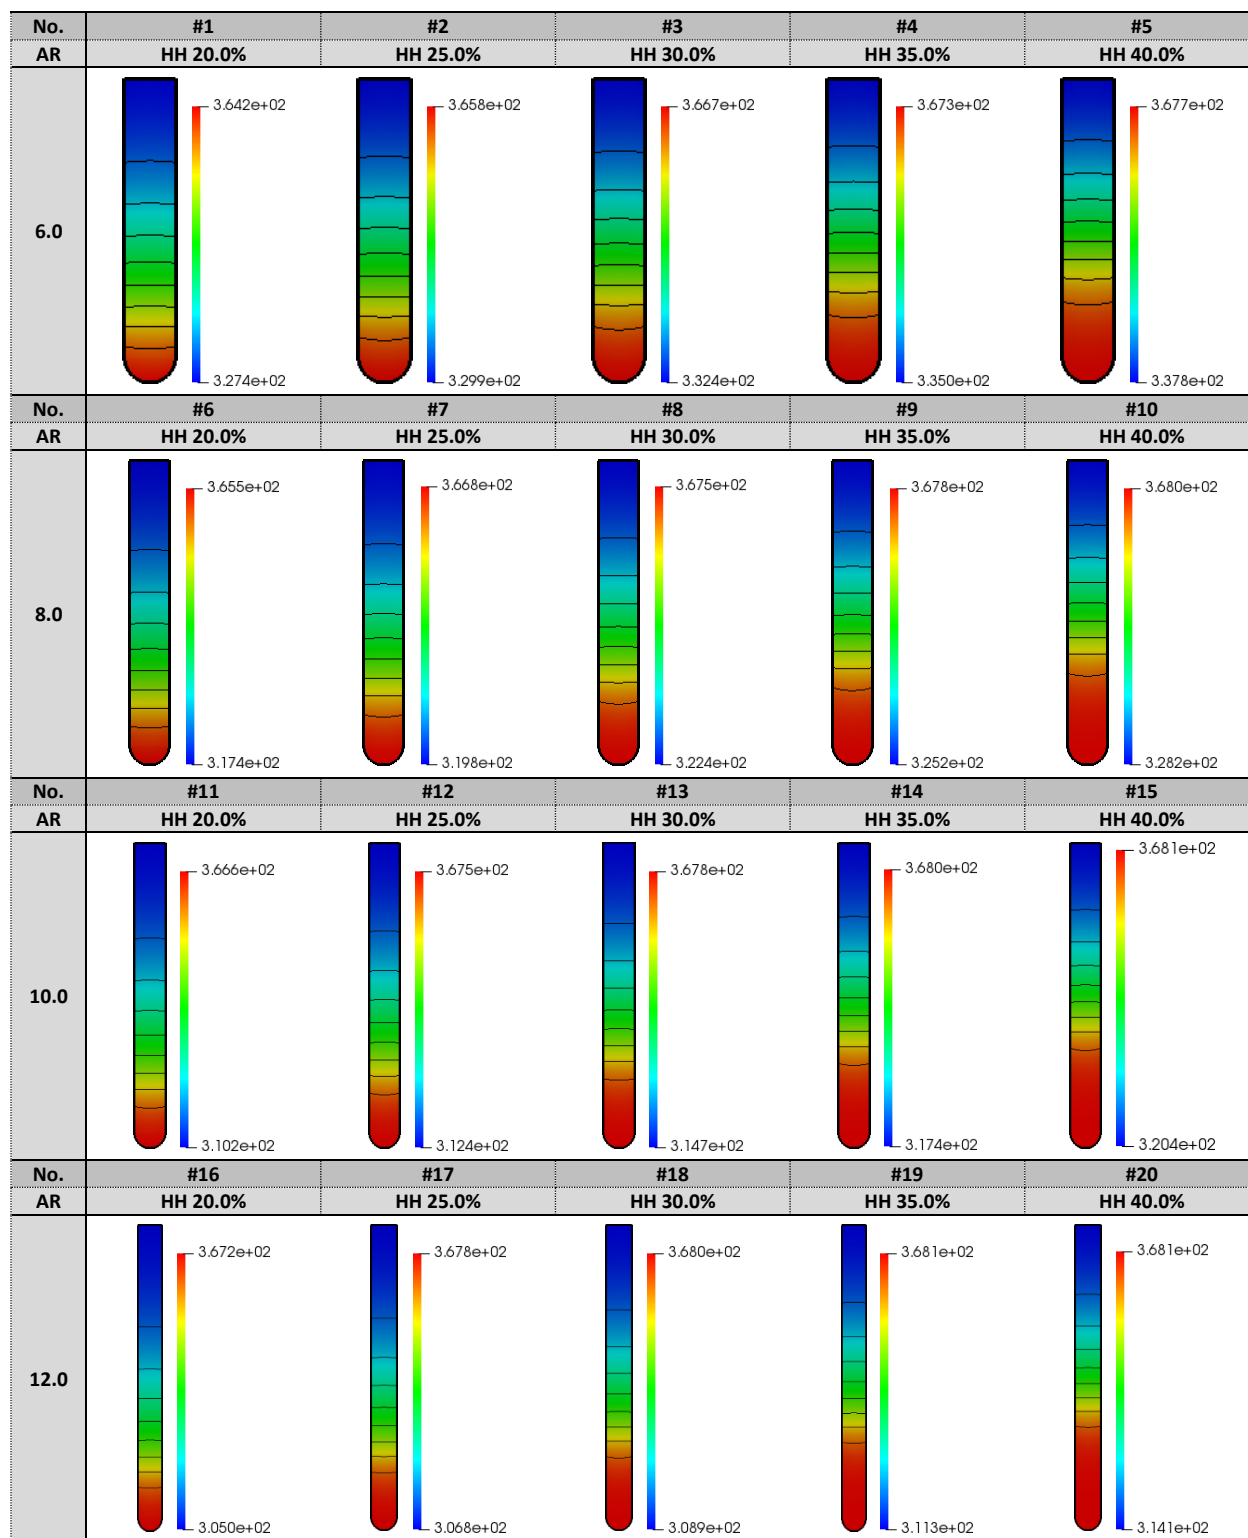 No. #1 #2 #3 #4 #5
AR HH 20.0% HH 25.0% HH 30.0% HH 35.0% HH 40.0%
3.642e+02 3.658e+02 3.667e+02 3.673e+02 3.677e+02
6.0
3.274e+02 3.299e+02 3.324e+02 3.350e+02 3.378e+02
No. #6 #7 #8 #9 #10
AR HH 20.0% HH 25.0% HH 30.0% HH 35.0% HH 40.0%
3.655e+02 3.668e+02 3.675e+02 3.678e+02 3.680e+02
8.0
3.174e+02 3.198e+02 3.224e+02 3.252e+02 3.282e+02
No. #11 #12 #13 #14 #15
AR HH 20.0% HH 25.0% HH 30.0% HH 35.0% HH 40.0%
3.666e+02 3.675e+02 3.678e+02 3.680e+02 3.681e+02
10.0
3.102e+02 3.124e+02 3.147e+02 3.174e+02 3.204e+02
No. #16 #17 #18 #19 #20
AR HH 20.0% HH 25.0% HH 30.0% HH 35.0% HH 40.0%
3.672e+02 3.678e+02 3.680e+02 3.681e+02 3.681e+02
12.0
3.050e+02 3.068e+02 3.089e+02 3.113e+02 3.141e+02